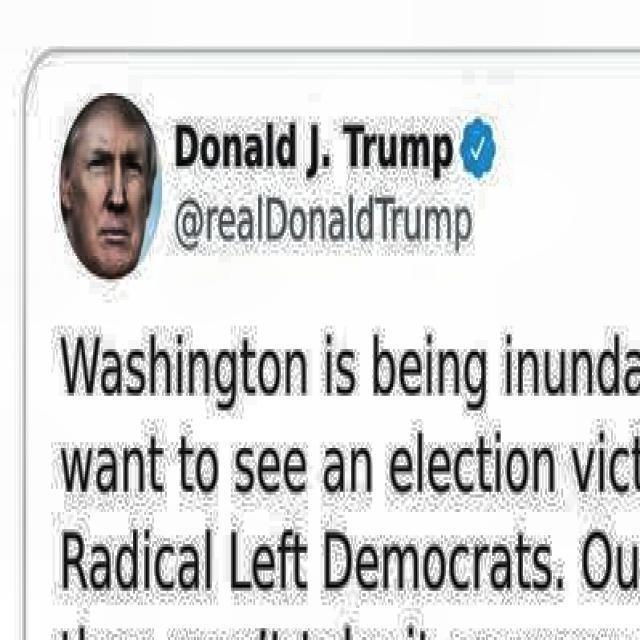 Donald J. Trump
@realDonaldTrump
Washington is being inunda
want to see an election vict
Radical Left Democrats. Ou